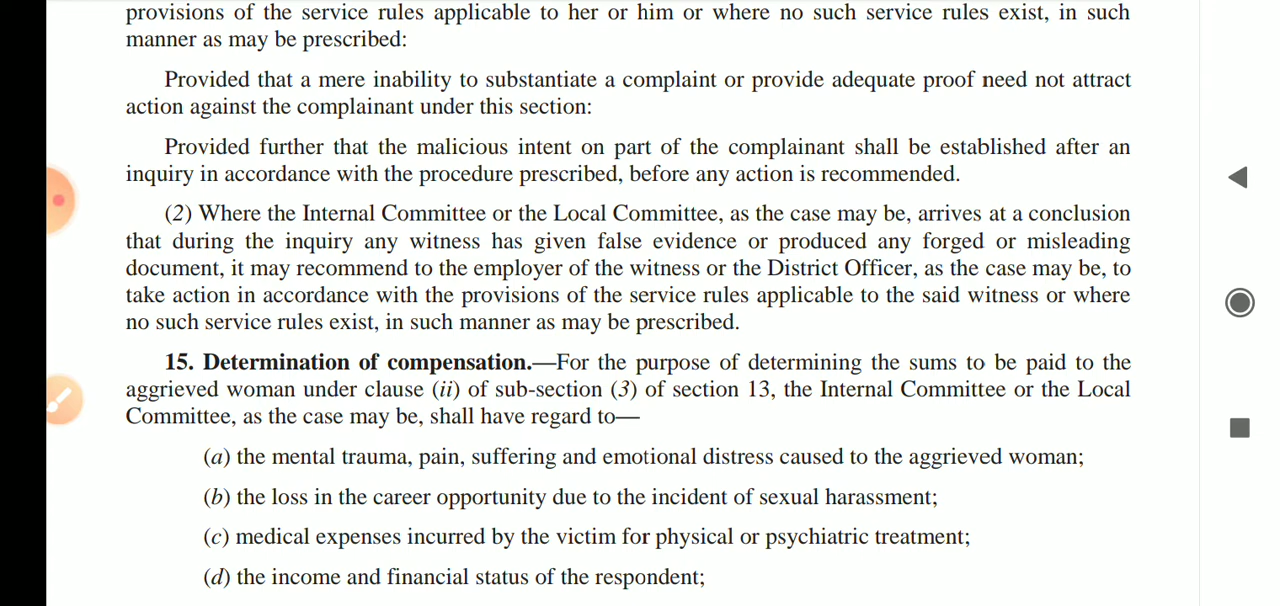 provisions of the service rules applicable to her or him or where no such service rules exist, in such
manner as may be prescribed:
Provided that a mere inability to substantiate a complaint or provide adequate proof need not attract
action against the complainant under this section:
Provided further that the malicious intent on part of the complainant shall be established after an
inquiry in accordance with the procedure prescribed, before any action is recommended.
(2) Where the Internal Committee or the Local Committee, as the case may be, arrives at a conclusion
that during the inquiry any witness has given false evidence or produced any forged or misleading
document, it may recommend to the employer of the witness or the District Officer, as the case may be, to
take action in accordance with the provisions of the service rules applicable to the said witness or where
no such service rules exist, in such manner as may be prescribed.
15. Determination of compensation.—For the purpose of determining the sums to be paid to the
aggrieved woman under clause (ii) of sub-section (3) of section 13, the Internal Committee or the Local
Committee, as the case may be, shall have regard to—
(a) the mental trauma, pain, suffering and emotional distress caused to the aggrieved woman;
(b) the loss in the career opportunity due to the incident of sexual harassment;
(c) medical expenses incurred by the victim for physical or psychiatric treatment;
(d) the income and financial status of the respondent;